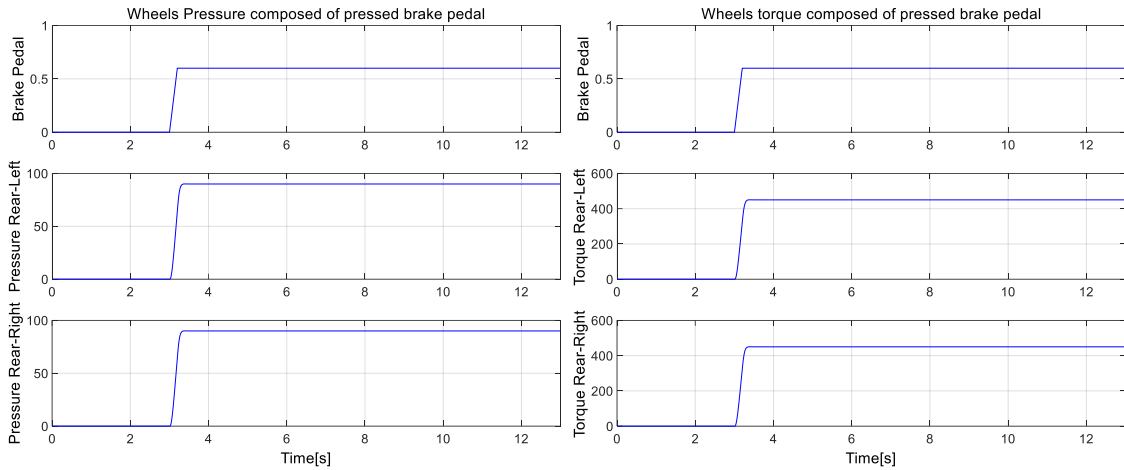 Wheels Pressure composed of pressed brake pedal
Brake Pedal
1
0.5
0
0 2 4 6 8 10 12
Pressure Rear-Left
100
50
0
0 2 4 6 8 10 12
Pressure Rear-Right
100
50
0
0 2 4 6 8 10 12
Time[s]
Wheels torque composed of pressed brake pedal
Brake Pedal
1
0.5
0
0 2 4 6 8 10 12
Torque Rear-Left
600
400
200
0
0 2 4 6 8 10 12
Torque Rear-Right
600
400
200
0
0 2 4 6 8 10 12
Time[s]